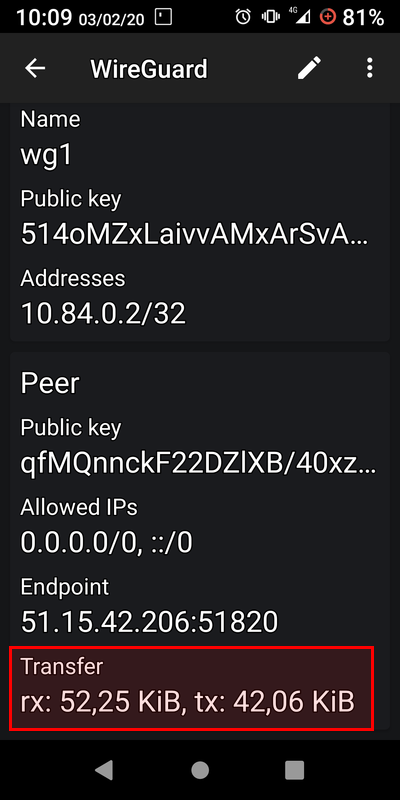 10:09 03/02/20 4G 81%
WireGuard
Name
wg1
Public key
514oMZxLaivvAMxArSvA...
Addresses
10.84.0.2/32
Peer
Public key
qfMQnnckF22DZlXB/40xz...
Allowed IPs
0.0.0.0/0, ::/0
Endpoint
51.15.42.206:51820
Transfer
rx: 52,25 KiB, tx: 42,06 KiB